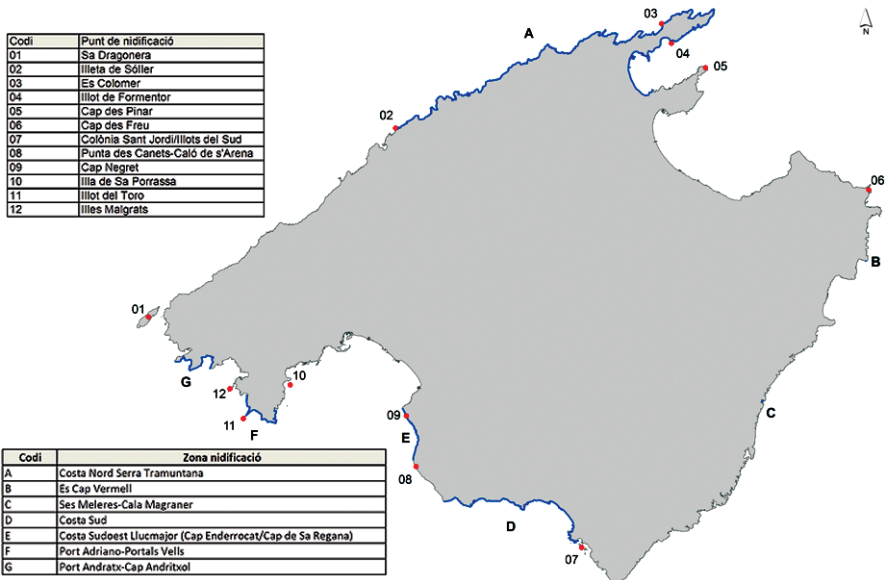 Codi Punt de nidificació
01 Sa Dragonera
02 Illeta de Sóller
03 Es Colomer
04 Illot de Formentor
05 Cap des Pinar
06 Cap des Freu
07 Colònia Sant Jordi/Illots del Sud
08 Punta des Canets-Caló de s'Arena
09 Cap Negret
10 Illa de Sa Porrassa
11 Illot del Toro
12 Illes Malgrats
03
A
04
N
05
02
06
B
01
G
12
10
11
F
09
E
C
08
D
07
Codi Zona nidificació
A Costa Nord Serra Tramuntana
B Es Cap Vermell
C Ses Meleres-Cala Magraner
D Costa Sud
E Costa Sudoest Llucmajor (Cap Enderrocat/Cap de Sa Regana)
F Port Adriano-Portals Vells
G Port Andratx-Cap Andritxol